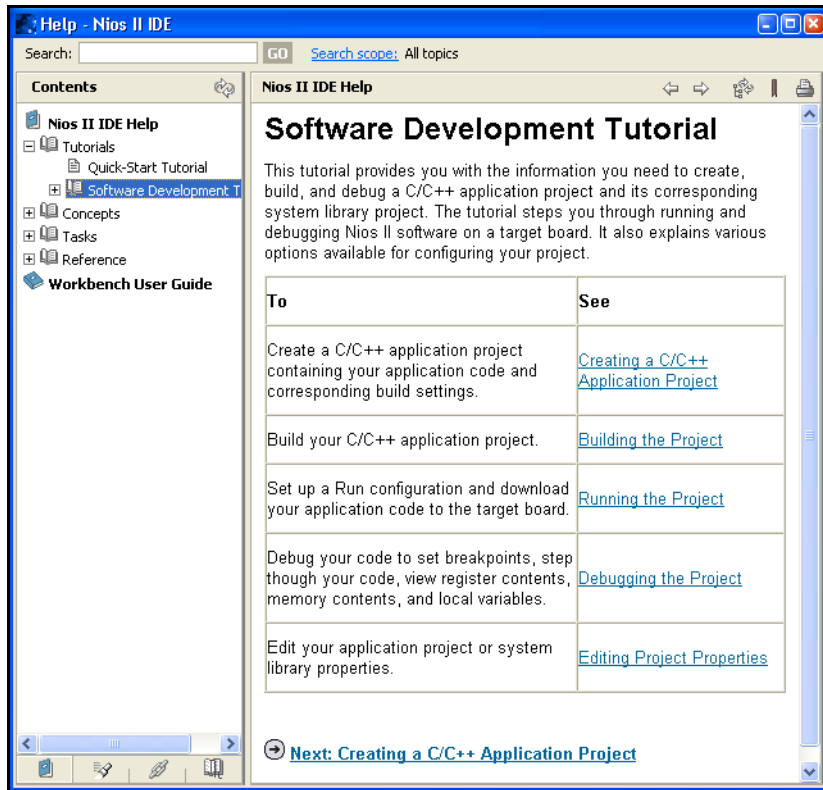 Help - Nios II IDE
Search:
GO
Search scope: All topics
Contents
Nios II IDE Help
Tutorials
Quick-Start Tutorial
Software Development T
Concepts
Tasks
Reference
Workbench User Guide
Nios II IDE Help
Software Development Tutorial
This tutorial provides you with the information you need to create,
build, and debug a C/C++ application project and its corresponding
system library project. The tutorial steps you through running and
debugging Nios II software on a target board. It also explains various
options available for configuring your project.
To
See
Create a C/C++ application project
containing your application code and
corresponding build settings.
Creating a C/C++
Application Project
Build your C/C++ application project.
Building the Project
Set up a Run configuration and download
your application code to the target board.
Running the Project
Debug your code to set breakpoints, step
though your code, view register contents,
memory contents, and local variables.
Debugging the Project
Edit your application project or system
library properties.
Editing Project Properties
Next: Creating a C/C++ Application Project